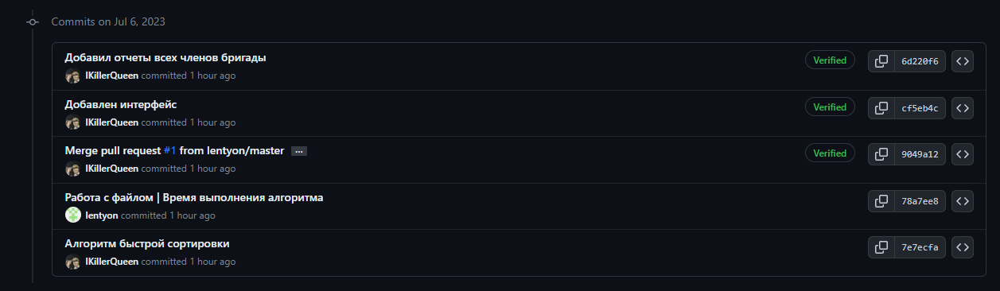 Commits on Jul 6, 2023
Добавил отчеты всех членов бригады
Verified
6d220f6
IKillerQueen committed 1 hour ago
Добавлен интерфейс
Verified
cf5eb4c
IKillerQueen committed 1 hour ago
Merge pull request #1 from lentyon/master ...
Verified
9049a12
IKillerQueen committed 1 hour ago
Работа с файлом | Время выполнения алгоритма
78a7ee8
lentyon committed 1 hour ago
Алгоритм быстрой сортировки
7e7ecfa
IKillerQueen committed 1 hour ago